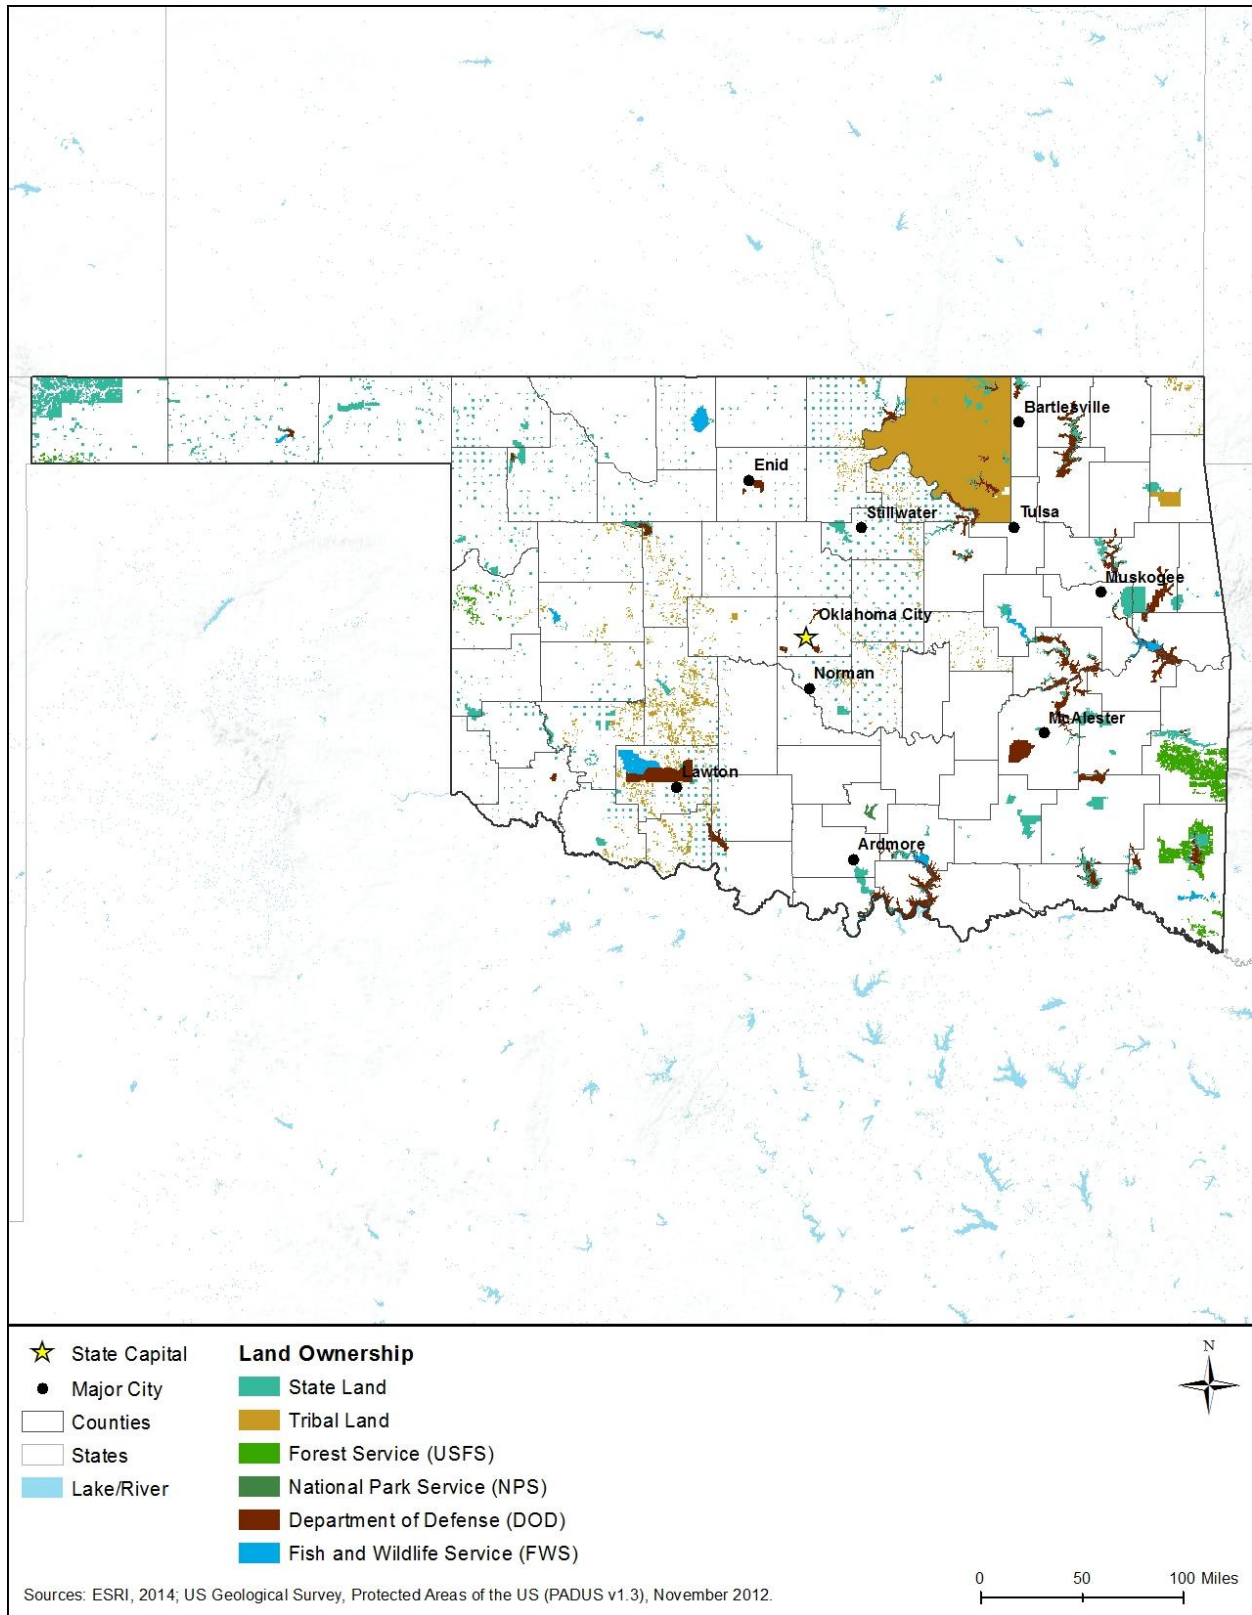 Bartlesville
Enid
Stillwater
Tulsa
Muskogee
Oklahoma City
Norman
McAlester
Lawton
Ardmore
State Capital
Major City
Counties
States
Lake/River
Land Ownership
State Land
Tribal Land
Forest Service (USFS)
National Park Service (NPS)
Department of Defense (DOD)
Fish and Wildlife Service (FWS)
N
0 50 100 Miles
Sources: ESRI, 2014; US Geological Survey, Protected Areas of the US (PADUS v1.3), November 2012.